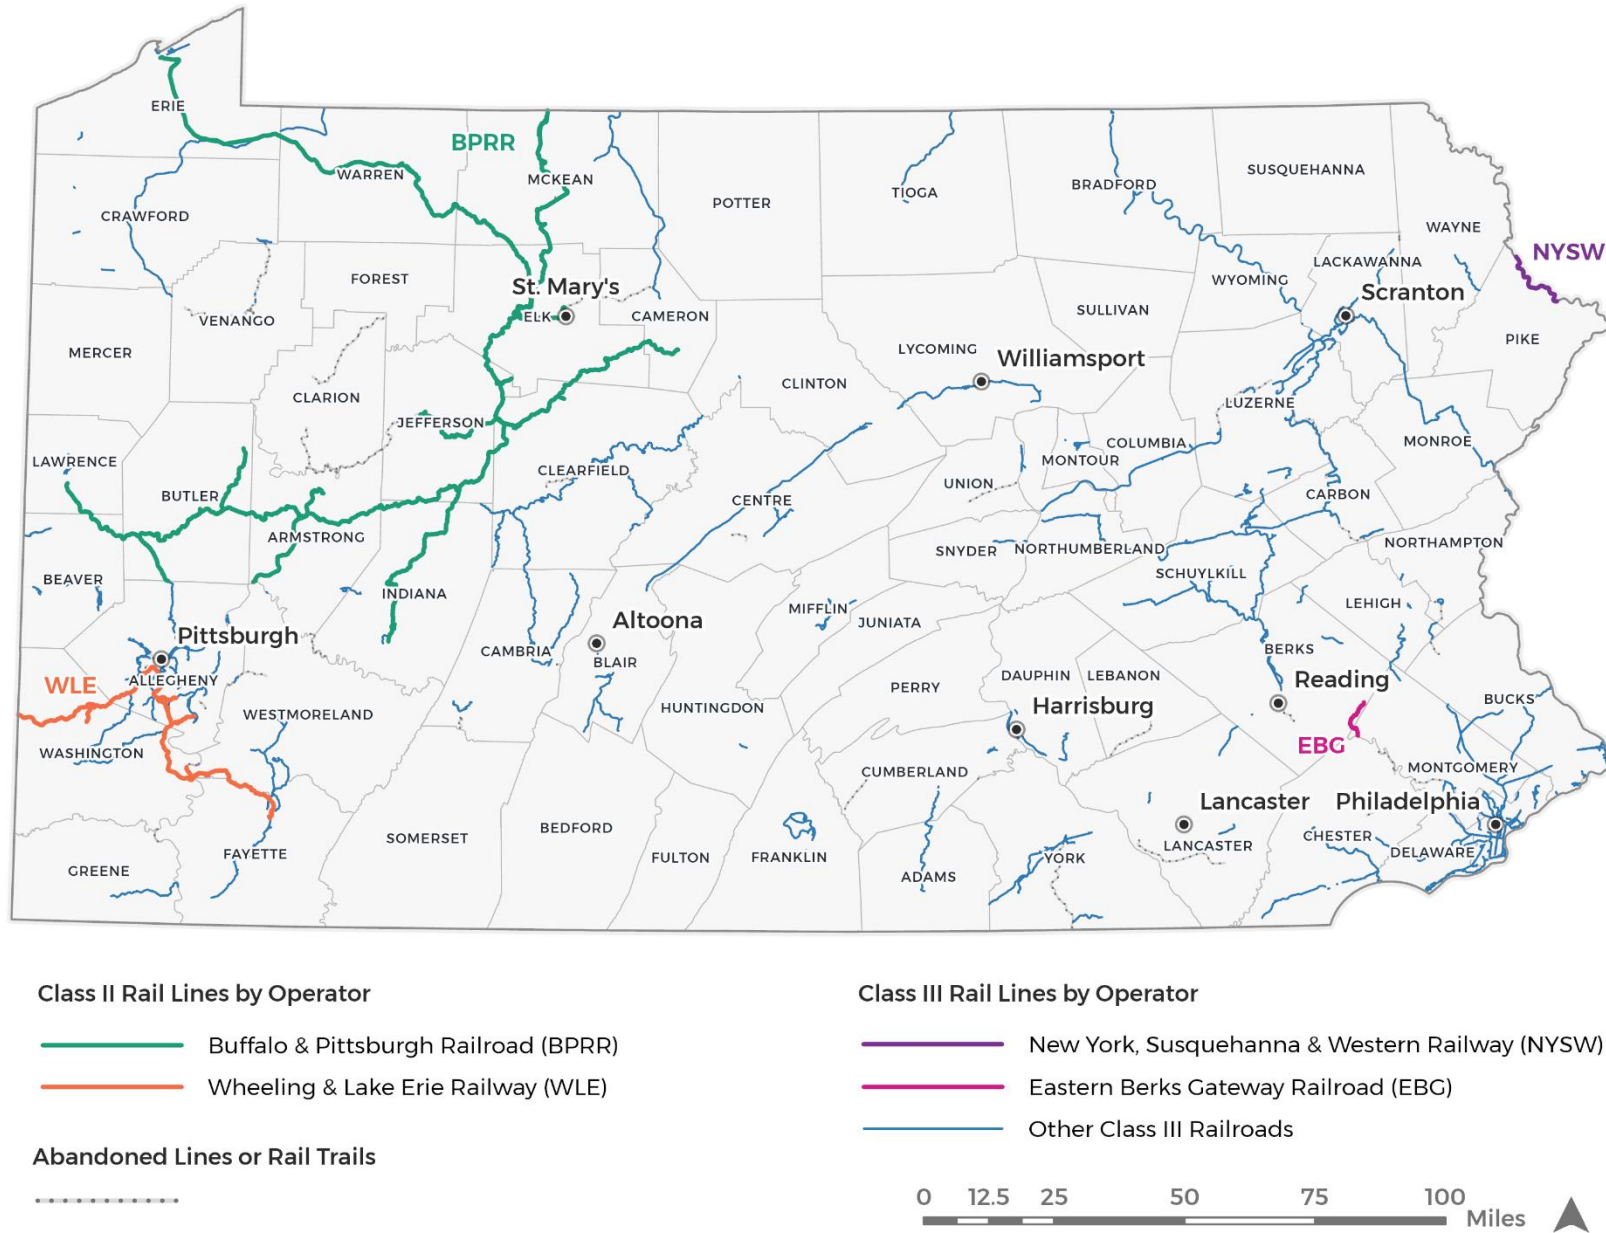 ERIE
BPRR
WARREN
MCKEAN
POTTER
TIOGA
BRADFORD
SUSQUEHANNA
CRAWFORD
WAYNE
NYSW
LACKAWANNA
WYOMING
FOREST
St. Mary's
Scranton
VENANGO
ELK
CAMERON
SULLIVAN
PIKE
MERCER
LYCOMING
Williamsport
CLARION
CLINTON
LUZERNE
JEFFERSON
COLUMBIA
MONROE
LAWRENCE
MONTOUR
CLEARFIELD
UNION
BUTLER
CENTRE
CARBON
ARMSTRONG
SNYDER
NORTHUMBERLAND
NORTHAMPTON
BEAVER
SCHUYLKILL
INDIANA
LEHIGH
MIFFLIN
Altoona
JUNIATA
Pittsburgh
CAMBRIA
BLAIR
BERKS
WLE
ALLEGHENY
DAUPHIN
LEBANON
Reading
PERRY
BUCKS
HUNTINGDON
Harrisburg
WESTMORELAND
EBG
WASHINGTON
CUMBERLAND
MONTGOMERY
Lancaster
Philadelphia
SOMERSET
BEDFORD
CHESTER
LANCASTER
DELAWARE
FAYETTE
FULTON
FRANKLIN
YORK
GREENE
ADAMS
Class II Rail Lines by Operator
Buffalo & Pittsburgh Railroad (BPRR)
Wheeling & Lake Erie Railway (WLE)
Abandoned Lines or Rail Trails
Class III Rail Lines by Operator
New York, Susquehanna & Western Railway (NYSW)
Eastern Berks Gateway Railroad (EBG)
Other Class III Railroads
0 12.5 25 50 75 100
Miles